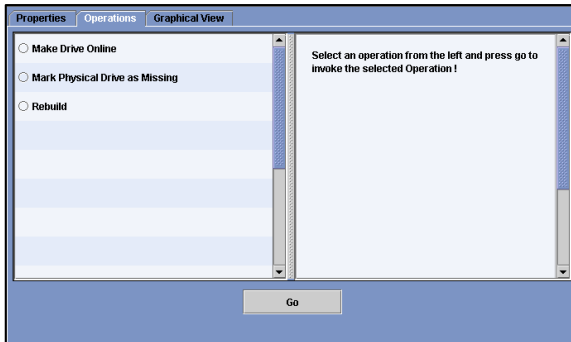 Properties Operations Graphical View
Make Drive Online
Mark Physical Drive as Missing
Rebuild
Select an operation from the left and press go to
invoke the selected Operation !
Go